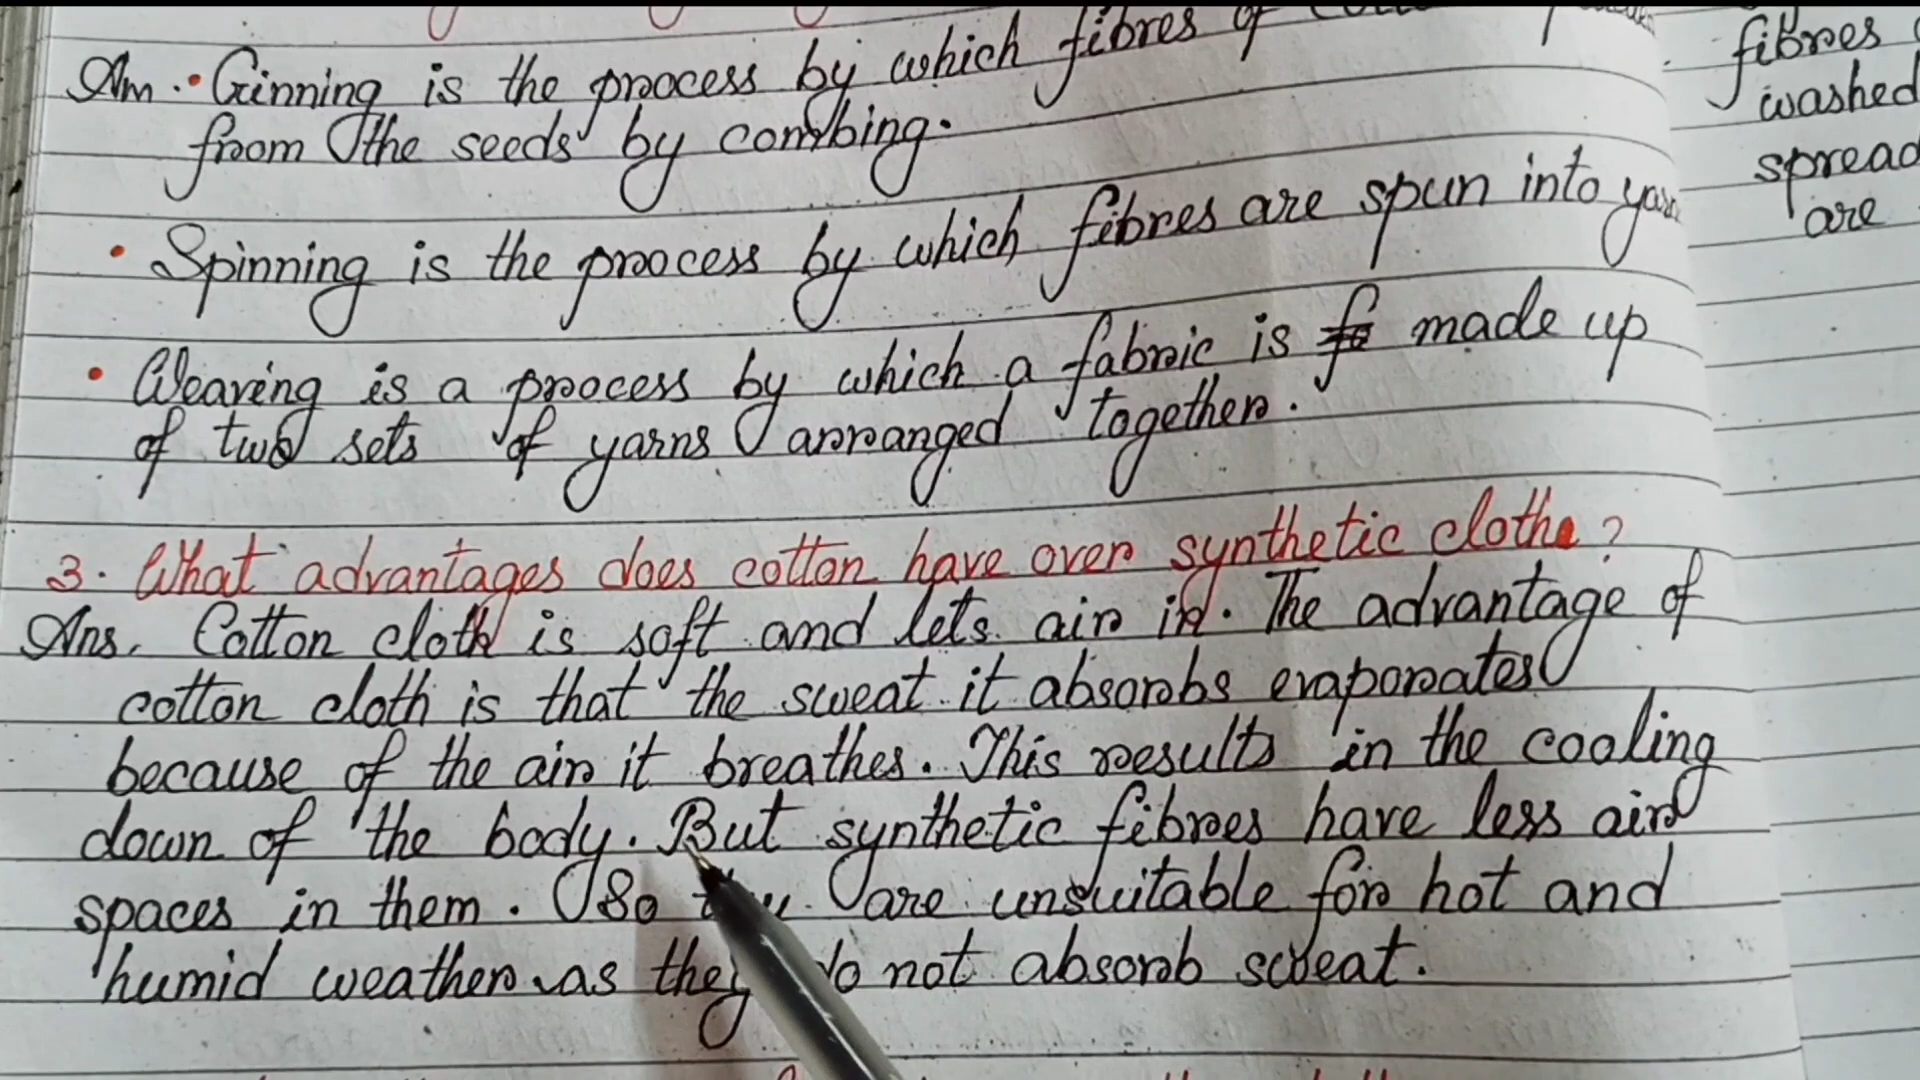 Ans. • Ginning is the process by which fibres of
from the seeds by combing.
• Spinning is the process by which fibres are spun into yarn
• Weaving is a process by which a fabric is made up
of two sets of yarns arranged together.
3. What advantages does cotton have over synthetic cloth?
Ans. Cotton cloth is soft and lets air in. The advantage of
cotton cloth is that the sweat it absorbs evaporates
because of the air it breathes. This results in the cooling
down of the body. But synthetic fibres have less air
spaces in them. So are unsuitable for hot and
humid weather as they do not absorb sweat.
fibres
washed
spread
are